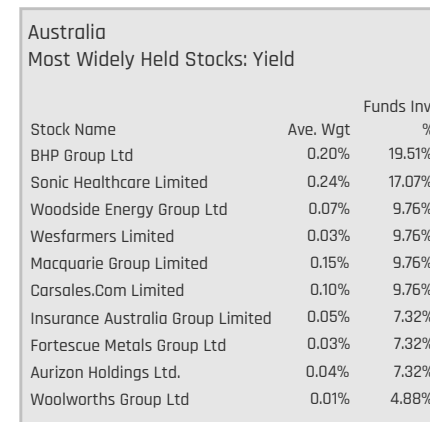 Australia
Most Widely Held Stocks: Yield
Funds Inv
Stock Name Ave. Wgt %
BHP Group Ltd 0.20% 19.51%
Sonic Healthcare Limited 0.24% 17.07%
Woodside Energy Group Ltd 0.07% 9.76%
Wesfarmers Limited 0.03% 9.76%
Macquarie Group Limited 0.15% 9.76%
Carsales.Com Limited 0.10% 9.76%
Insurance Australia Group Limited 0.05% 7.32%
Fortescue Metals Group Ltd 0.03% 7.32%
Aurizon Holdings Ltd. 0.04% 7.32%
Woolworths Group Ltd 0.01% 4.88%